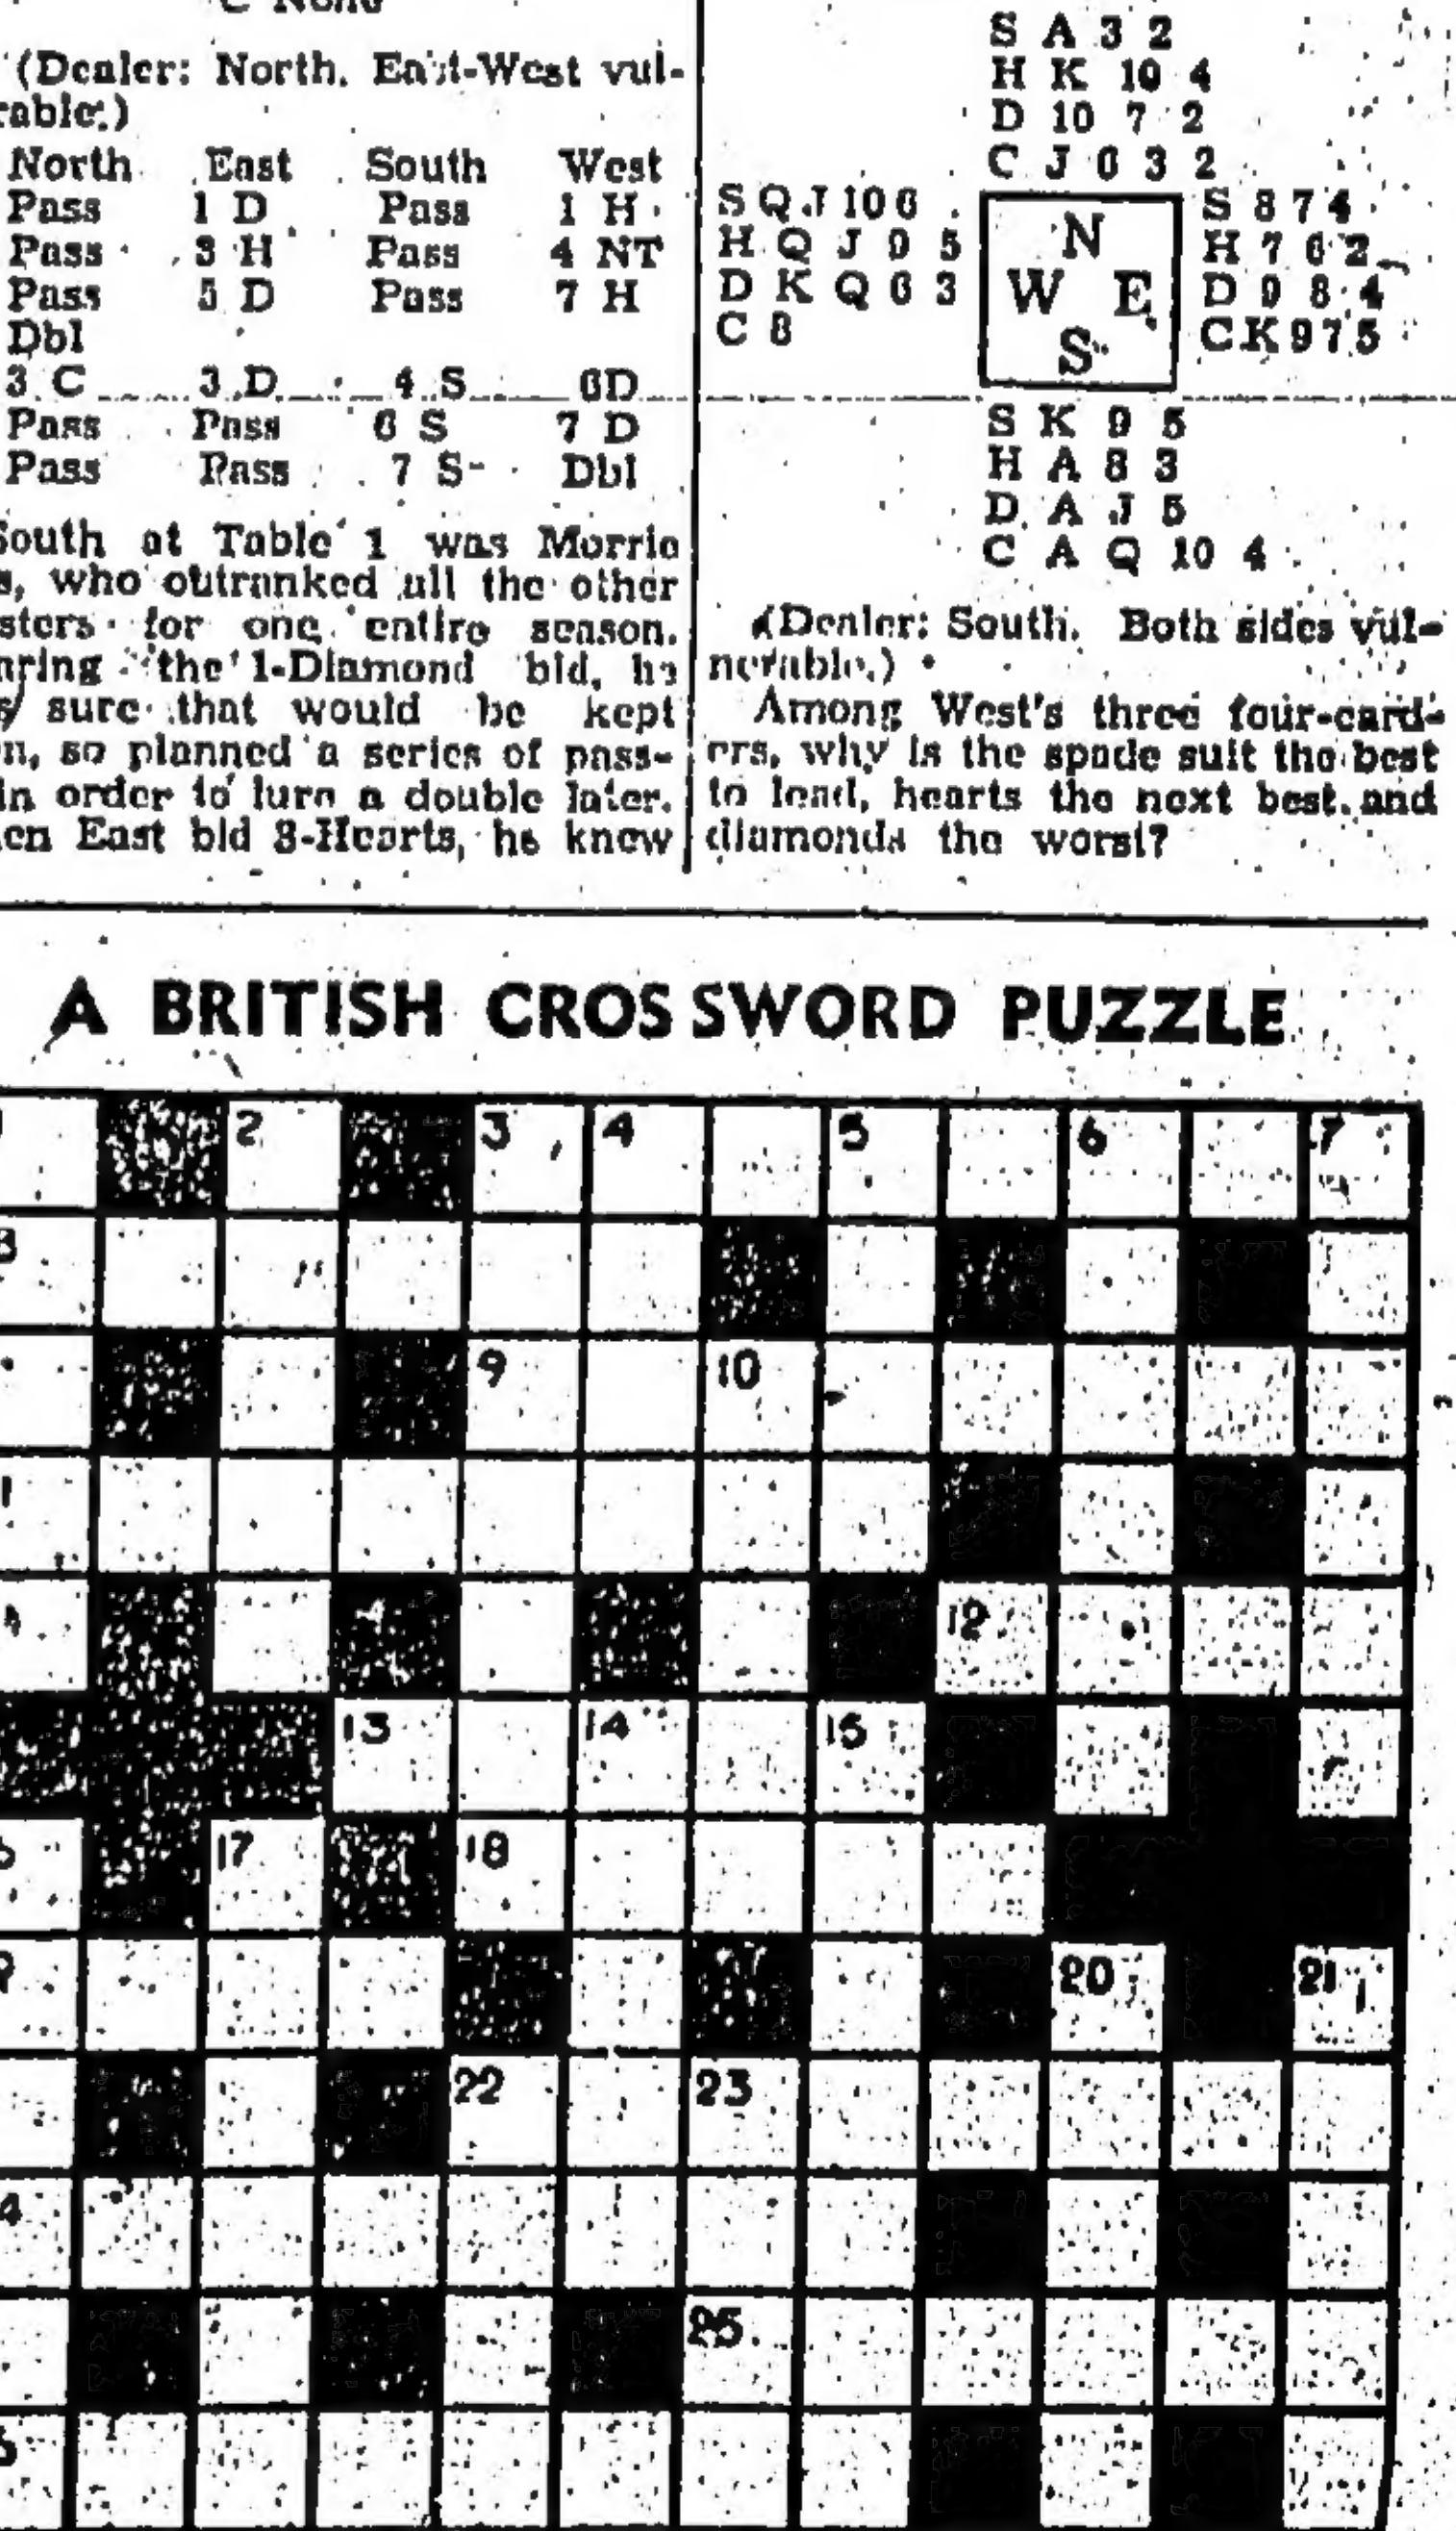 (Dealer: North. East-West vul-
rable.)
North East South West
Pass 1 D Pass 1 H
Pass 3 H Pass 4 NT
Pass 5 D Pass 7 H
Dbl
3 C 3 D 4 S 6D
Pass Pass 6 S 7 D
Pass Pass 7 S Dbl
South at Table 1 was Morrie
s, who outranked all the other
sters for one entire season.
aring the 1-Diamond bid, he
sure that would be kept
n, so planned a series of pass-
in order to lure a double later.
en East bid 3-Hearts, he knew
S A 3 2
H K 10 4
D 10 7 2
C J 6 3 2
S Q J 10 6
H Q J 9 5
D K Q 6 3
C 8
N
W E
S
S 8 7 4
H 7 6 2
D 9 8 4
C K 9 7 5
S K 9 5
H A 8 3
D A J 5
C A Q 10 4
(Dealer: South. Both sides vul-
nerable.)
Among West's three four-card-
ers, why is the spade suit the best
to lead, hearts the next best and
diamonds the worst?
A BRITISH CROSSWORD PUZZLE
2 3 4 5 6 7
9 10
12
13 14 15
17 18
20 21
22 23
25